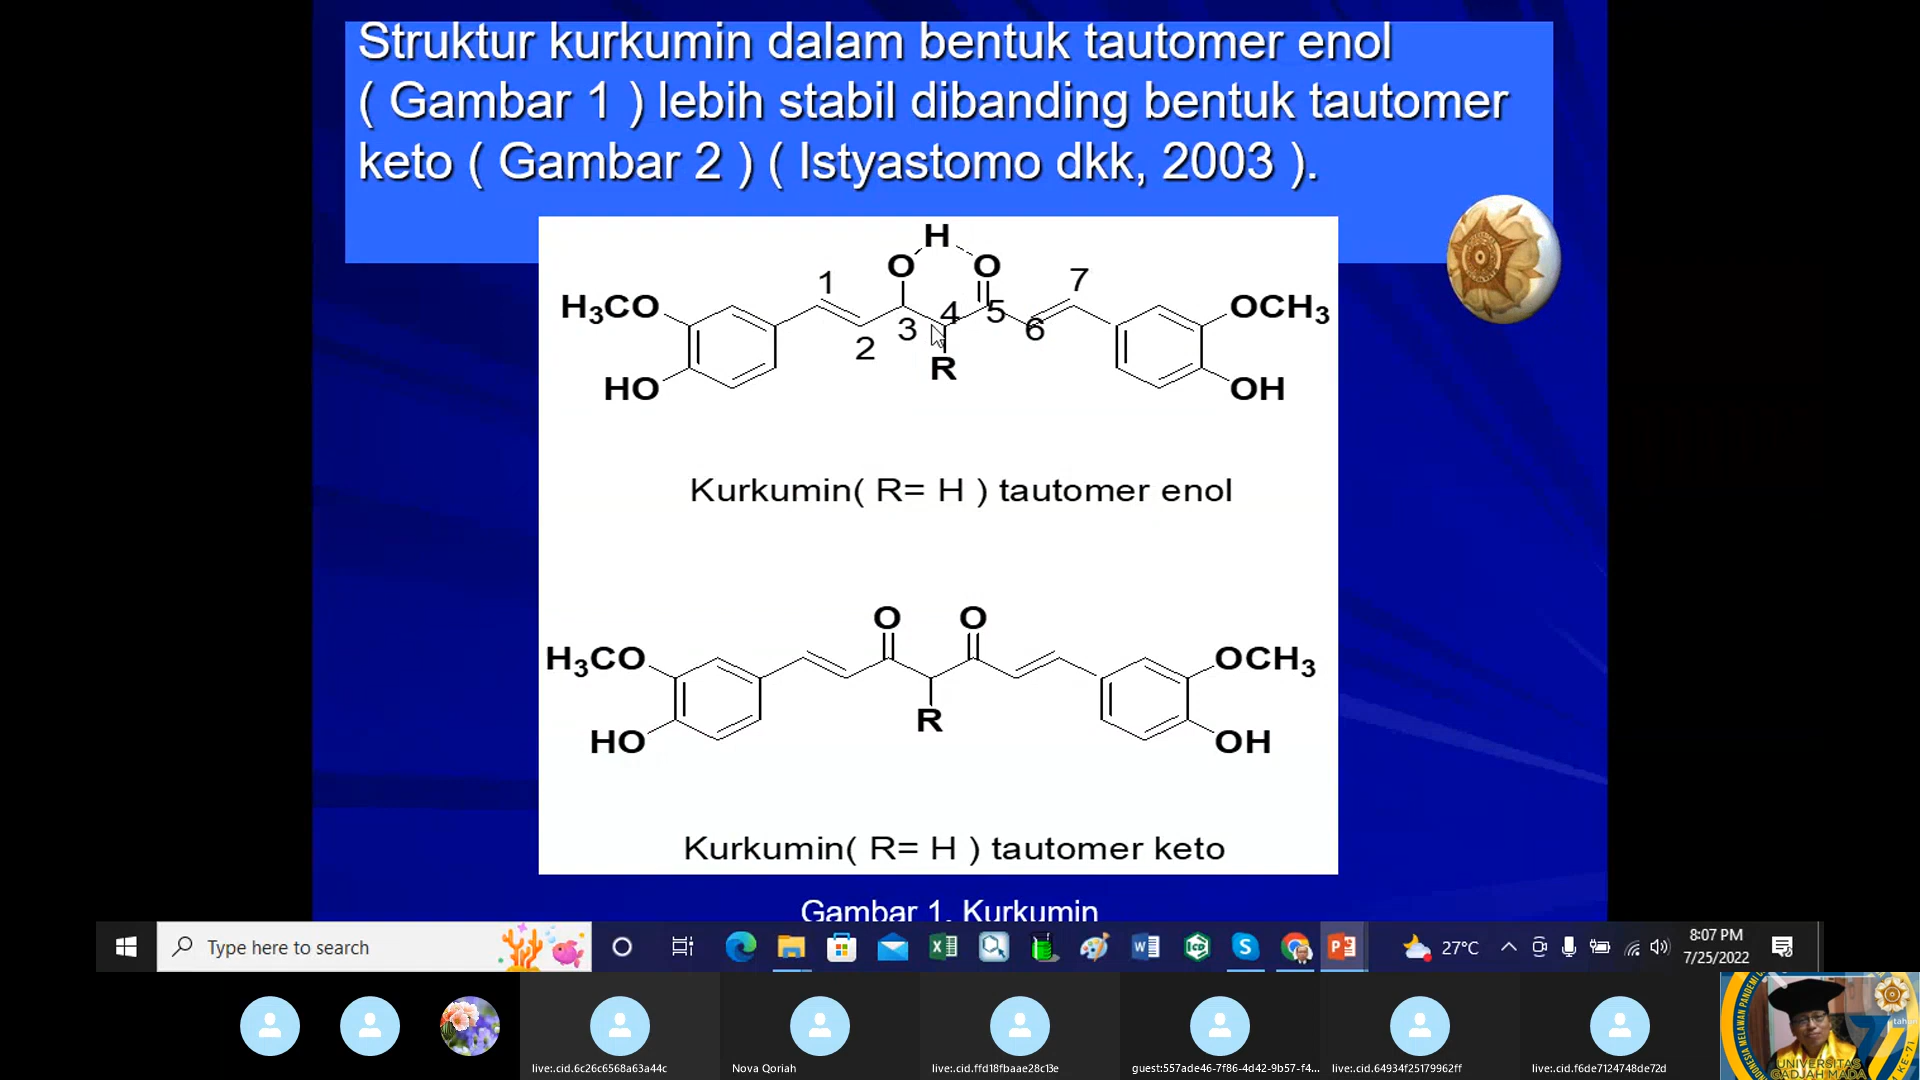 Struktur kurkumin dalam bentuk tautomer enol
( Gambar 1 ) lebih stabil dibanding bentuk tautomer
keto ( Gambar 2 ) ( Istyastomo dkk, 2003 ).
H
O O
1 7
H3CO 4 5 OCH3
3 6
2
R
HO OH
Kurkumin( R= H ) tautomer enol
O O
H3CO OCH3
R
HO OH
Kurkumin( R= H ) tautomer keto
Gambar 1. Kurkumin
Type here to search
27°C
8:07 PM
7/25/2022
live:.cid.6c26c6568a63a44c
Nova Qoriah
live:.cid.ffd18fbaae28c13e
guest:557ade46-7f86-4d42-9b57-f4...
live:.cid.64934f25179962ff
live:.cid.f6de7124748de72d
UNIVERSITAS
GADJAH MADA